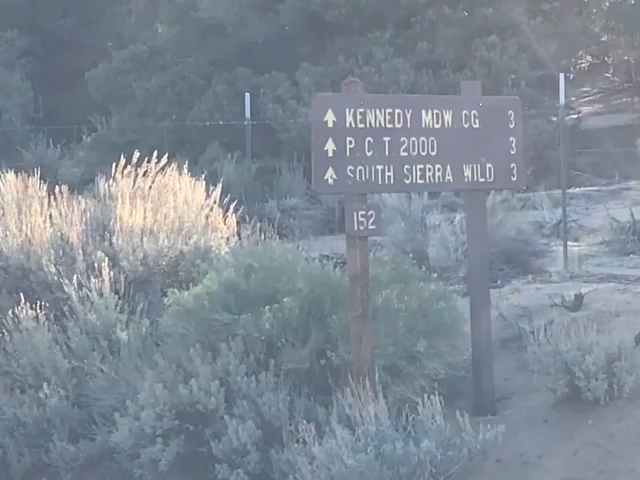 ↑ KENNEDY MDW. CG. 3
↑ P.C.T 2000 3
↑ SOUTH SIERRA WILD 3
152